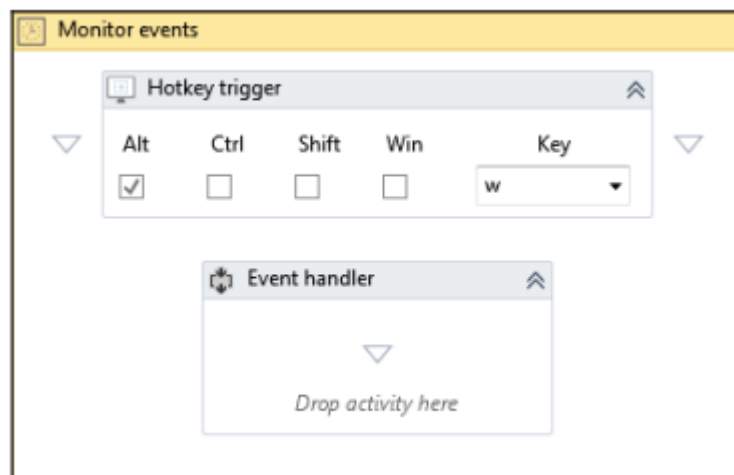 Monitor events
Hotkey trigger
Alt Ctrl Shift Win Key
w
Event handler
Drop activity here